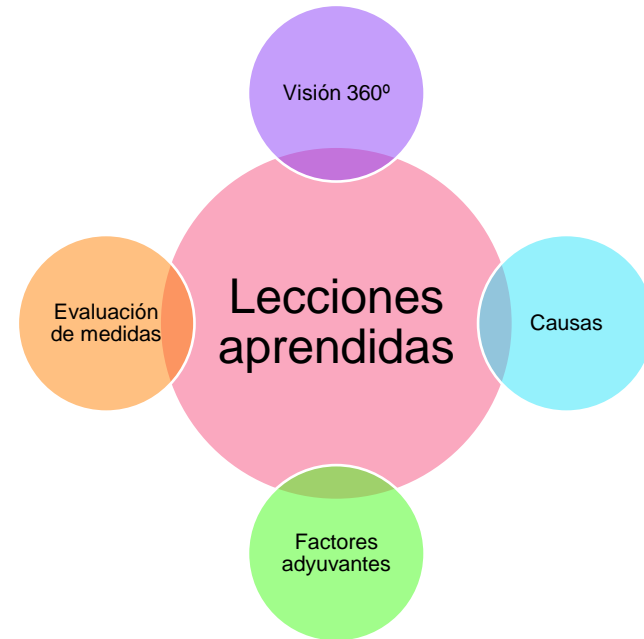 Visión 360º
Lecciones
aprendidas
Causas
Factores
adyuvantes
Evaluación
de medidas